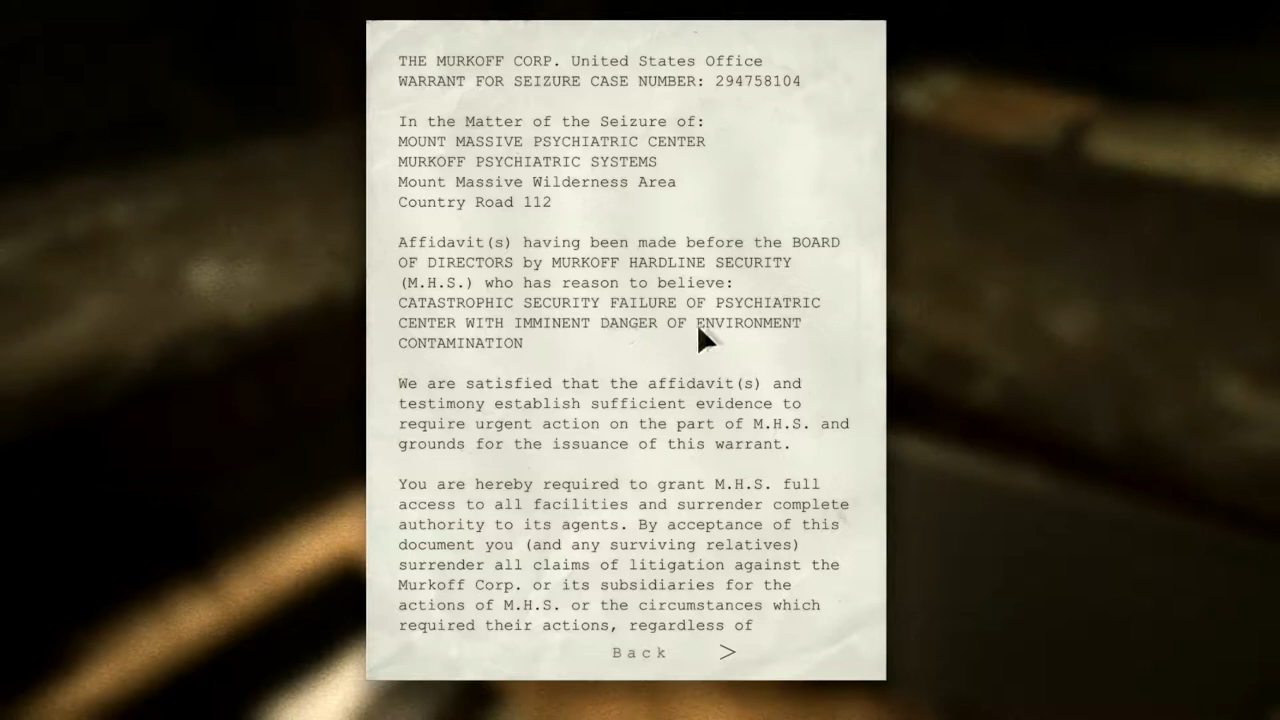 THE MURKOFF CORP. United States Office
WARRANT FOR SEIZURE CASE NUMBER: 294758104
In the Matter of the Seizure of:
MOUNT MASSIVE PSYCHIATRIC CENTER
MURKOFF PSYCHIATRIC SYSTEMS
Mount Massive Wilderness Area
Country Road 112
Affidavit(s) having been made before the BOARD
OF DIRECTORS by MURKOFF HARDLINE SECURITY
(M.H.S.) who has reason to believe:
CATASTROPHIC SECURITY FAILURE OF PSYCHIATRIC
CENTER WITH IMMINENT DANGER OF ENVIRONMENT
CONTAMINATION
We are satisfied that the affidavit(s) and
testimony establish sufficient evidence to
require urgent action on the part of M.H.S. and
grounds for the issuance of this warrant.
You are hereby required to grant M.H.S. full
access to all facilities and surrender complete
authority to its agents. By acceptance of this
document you (and any surviving relatives)
surrender all claims of litigation against the
Murkoff Corp. or its subsidiaries for the
actions of M.H.S. or the circumstances which
required their actions, regardless of
Back >